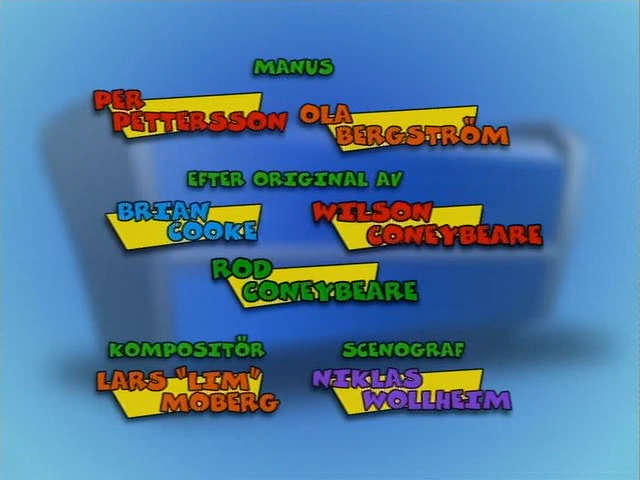 MANUS
PER PETTERSSON
OLA BERGSTRÖM
EFTER ORIGINAL AV
BRIAN COOKE
WILSON CONEYBEARE
ROD CONEYBEARE
KOMPOSITÖR
LARS "LIM" MOBERG
SCENOGRAF
NIKLAS WOLLHEIM